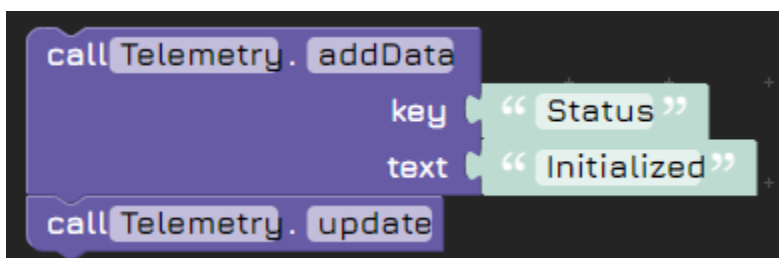 call Telemetry. addData
key “ Status ”
text “ Initialized ”
call Telemetry. update